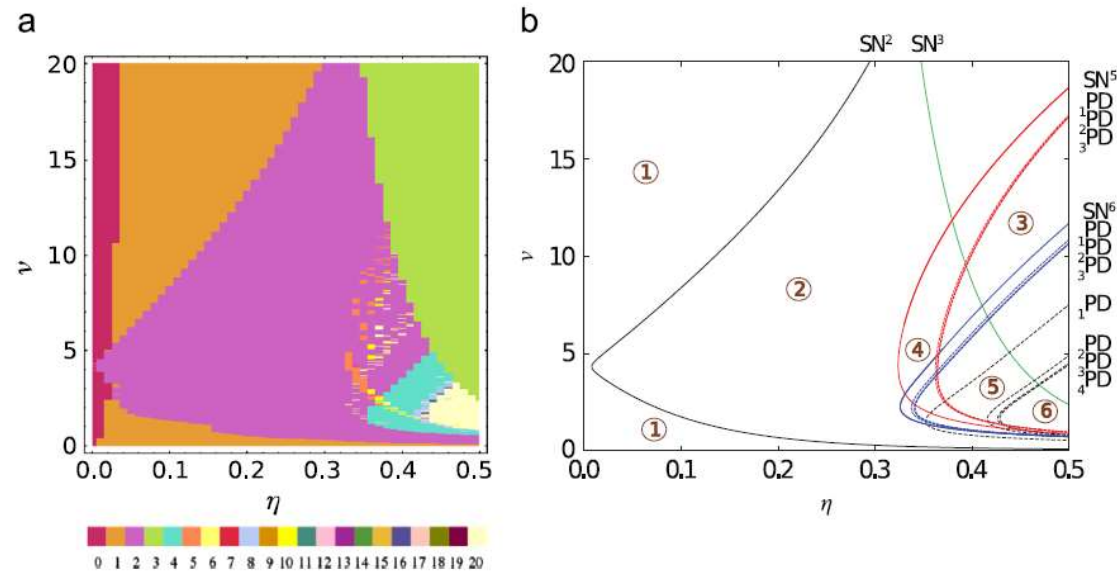 a
20
15
10
5
0
ν
0.0 0.1 0.2 0.3 0.4 0.5
η
0 1 2 3 4 5 6 7 8 9 10 11 12 13 14 15 16 17 18 19 20
b
SN² SN³
20
15
10
5
0
ν
0.0 0.1 0.2 0.3 0.4 0.5
η
① ② ③ ④ ⑤ ⑥ ①
SN⁵
₁PD
₂PD
₃PD
SN⁶
₁PD
₂PD
₃PD
₁PD
₂PD
₃PD
₄PD